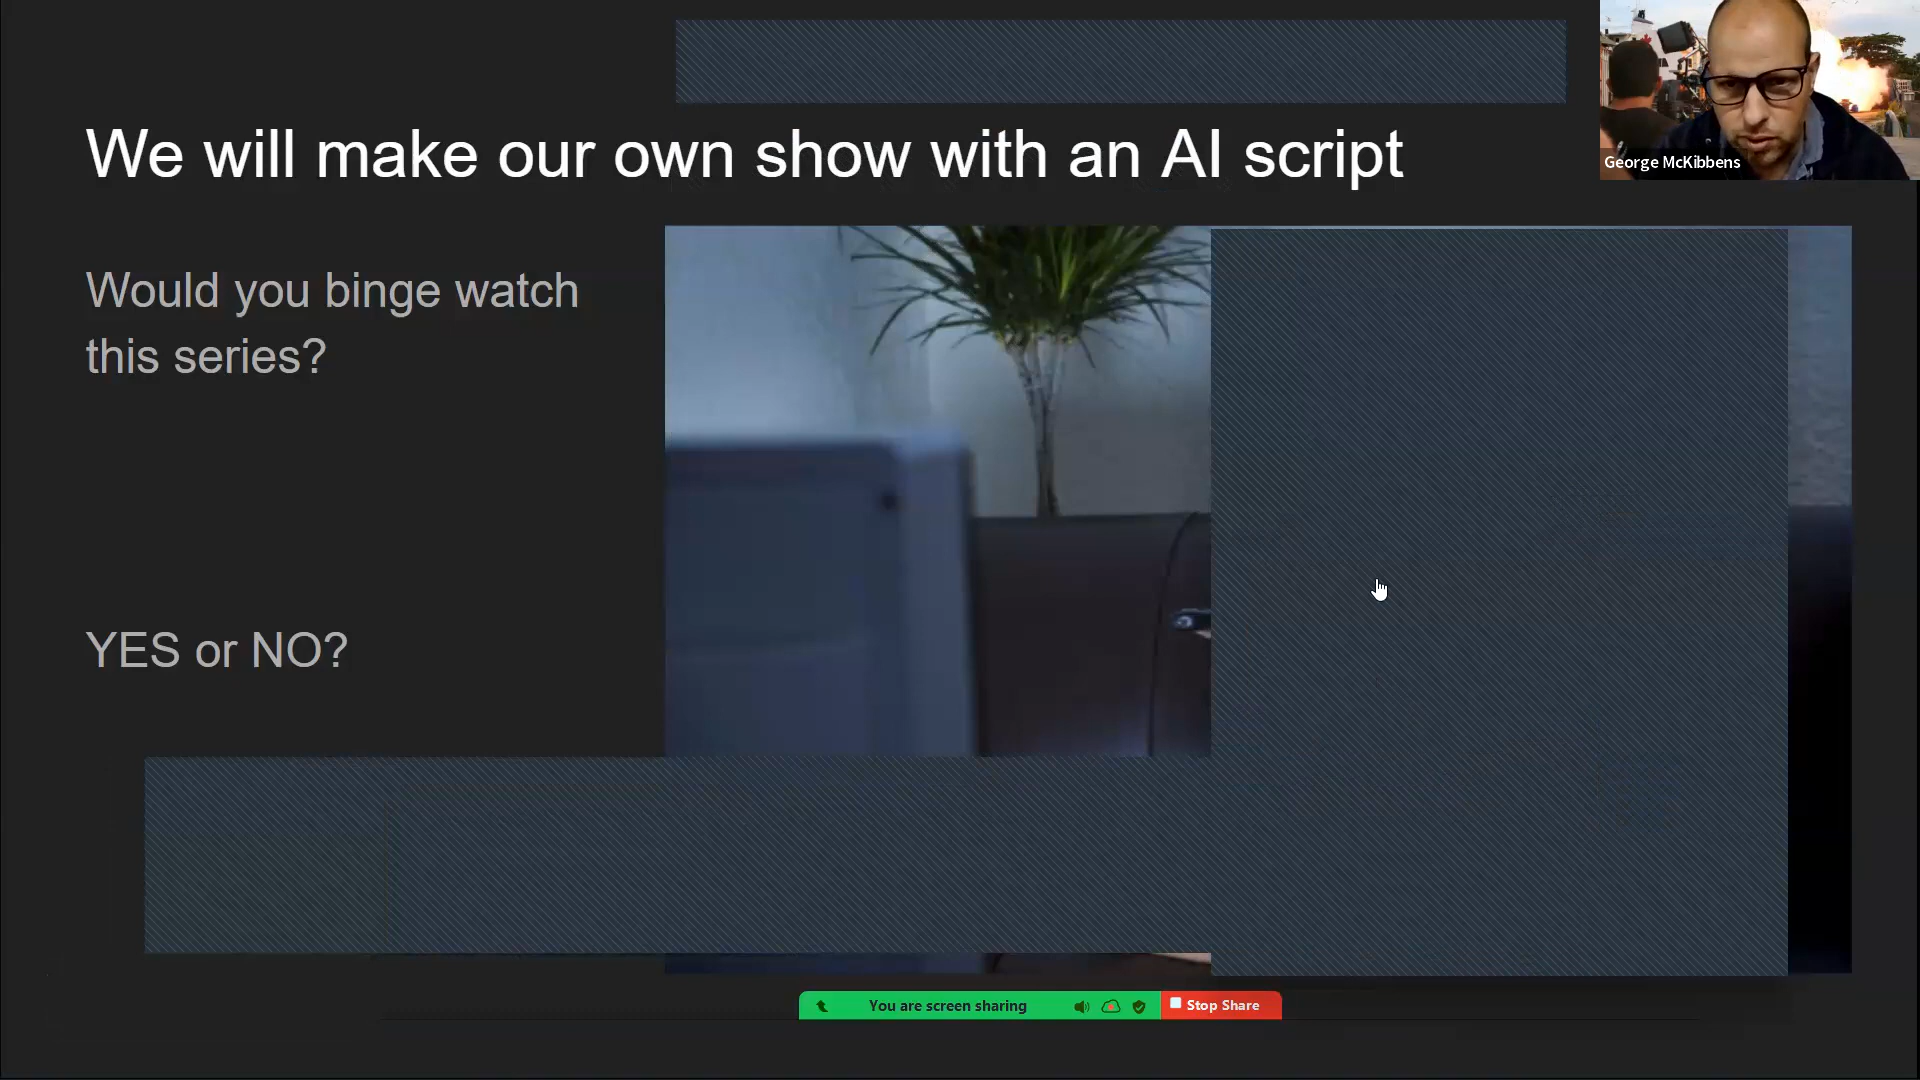 We will make our own show with an AI script
George McKibbens
Would you binge watch
this series?
YES or NO?
You are screen sharing
Stop Share